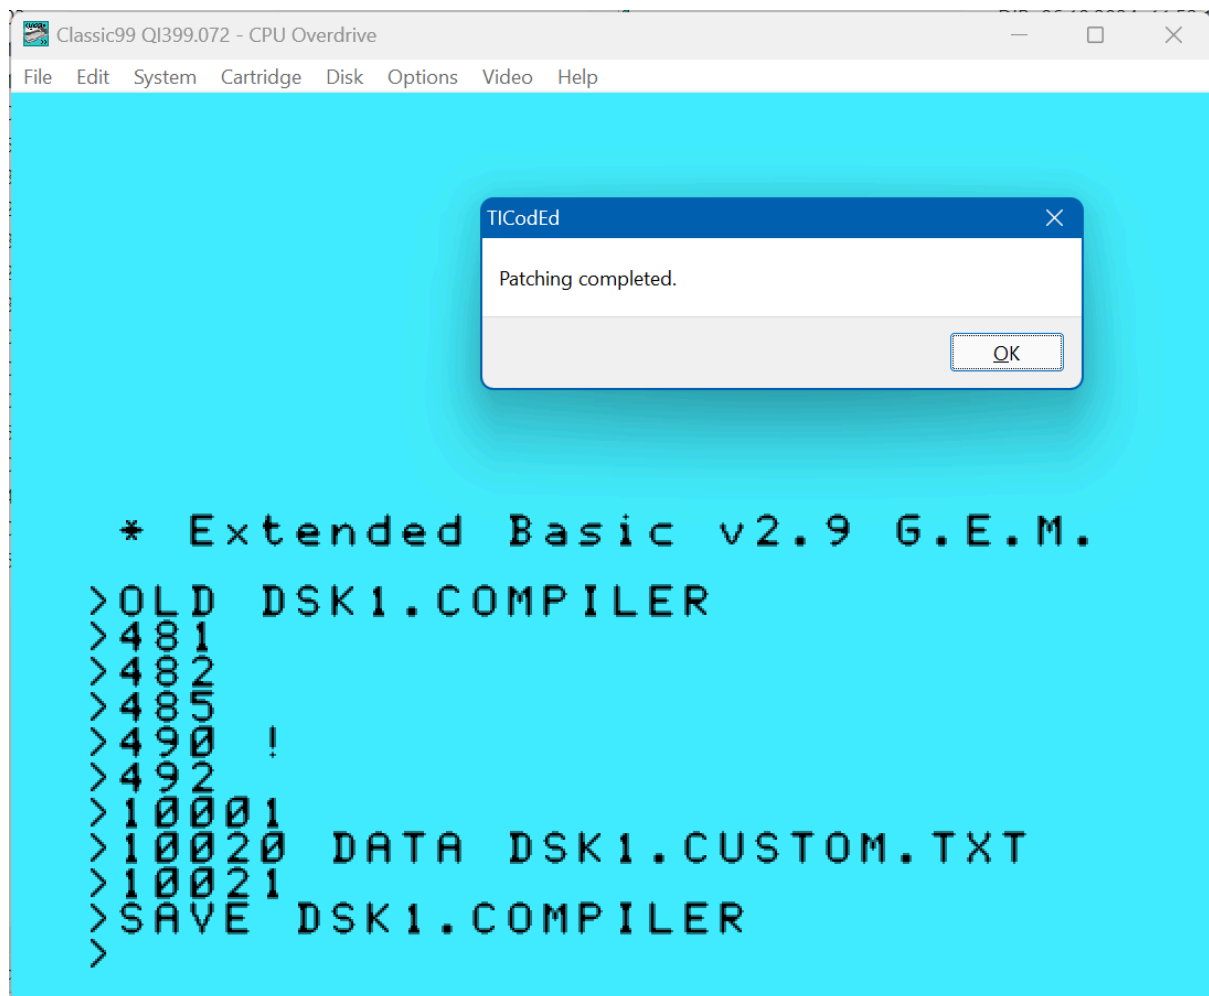 Classic99 QI399.072 - CPU Overdrive
File Edit System Cartridge Disk Options Video Help
TICodEd
Patching completed.
OK
* Extended Basic v2.9 G.E.M.
>OLD DSK1.COMPILER
>481
>482
>485
>490 !
>492
>10001
>10020 DATA DSK1.CUSTOM.TXT
>10021
>SAVE DSK1.COMPILER
>